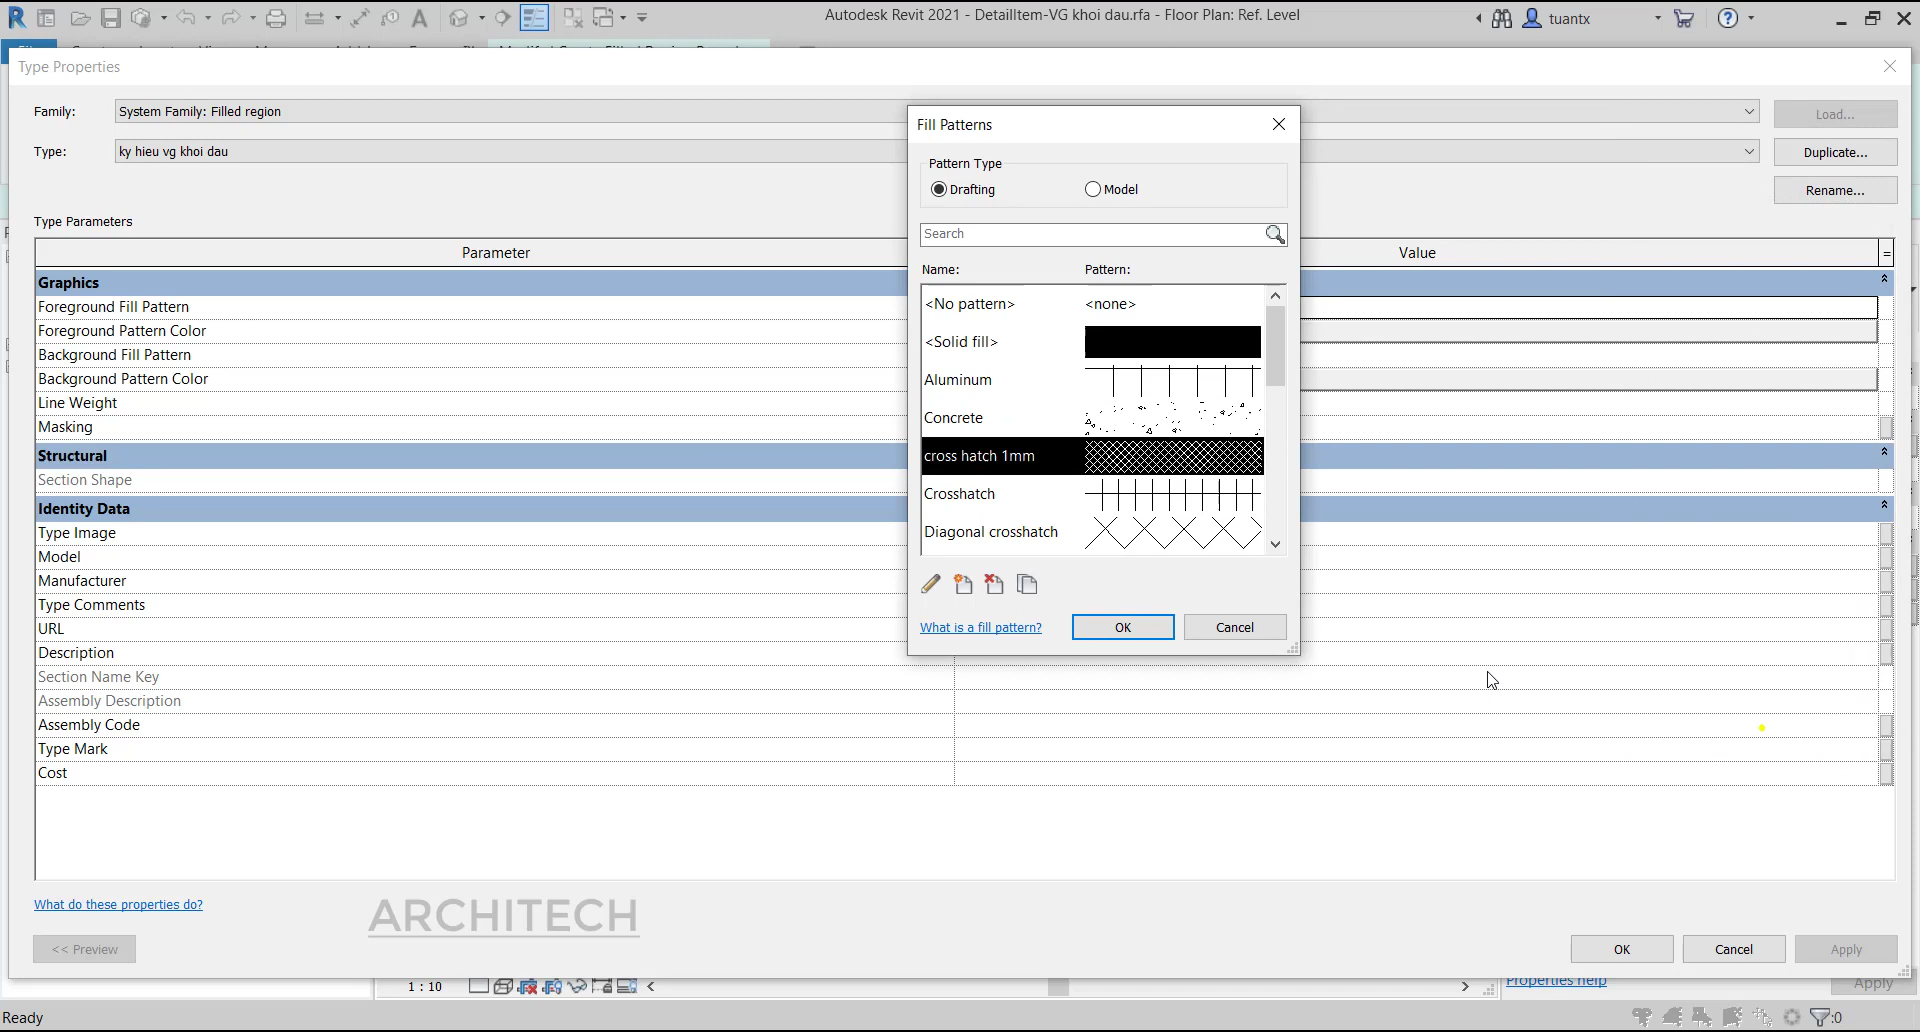 Autodesk Revit 2021 - DetailItem-VG khoi dau.rfa - Floor Plan: Ref. Level
tuantx
Type Properties
Family:
System Family: Filled region
Load...
Type:
ky hieu vg khoi dau
Duplicate...
Rename...
Type Parameters
Parameter
Value
=
Graphics
Foreground Fill Pattern
Foreground Pattern Color
Background Fill Pattern
Background Pattern Color
Line Weight
Masking
Structural
Section Shape
Identity Data
Type Image
Model
Manufacturer
Type Comments
URL
Description
Section Name Key
Assembly Description
Assembly Code
Type Mark
Cost
Fill Patterns
Pattern Type
Drafting
Model
Search
Name:
Pattern:
<No pattern>
<none>
<Solid fill>
Aluminum
Concrete
cross hatch 1mm
Crosshatch
Diagonal crosshatch
What is a fill pattern?
OK
Cancel
What do these properties do?
ARCHITECH
<< Preview
OK
Cancel
Apply
1 : 10
Properties help
Apply
Ready
:0